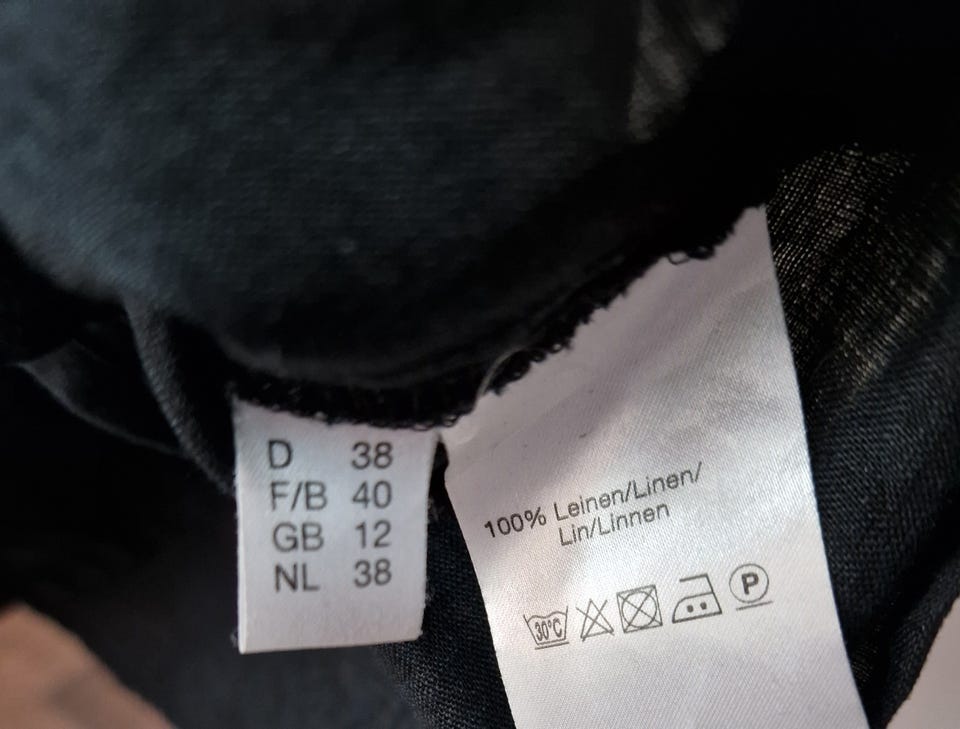 D 38
F/B 40
GB 12
NL 38
100% Leinen/Linen/
Lin/Linnen
30°C
P